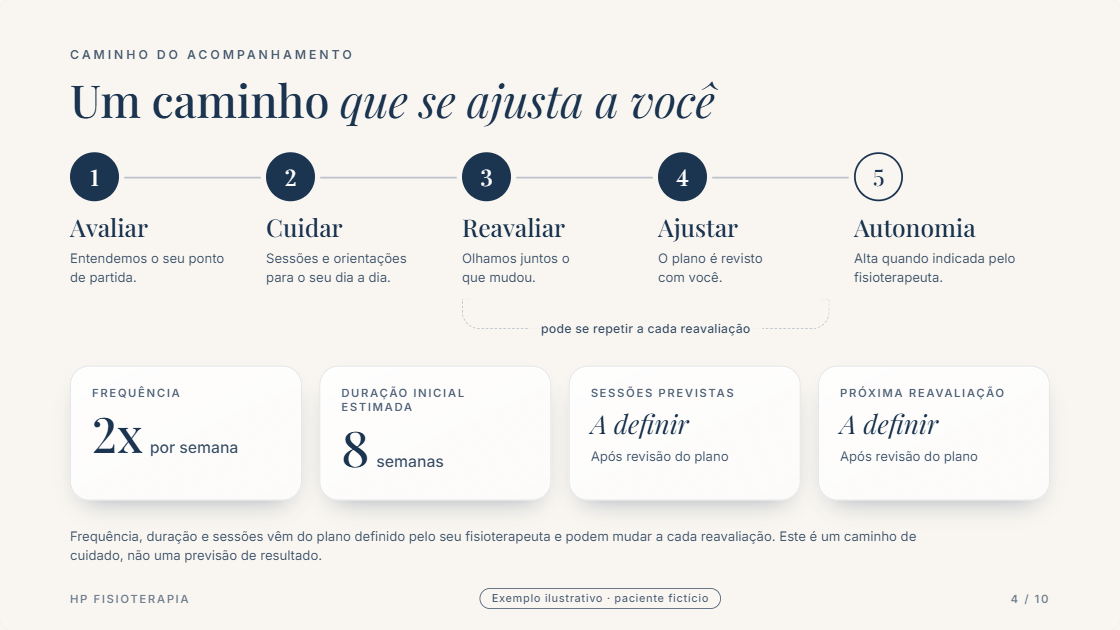 CAMINHO DO ACOMPANHAMENTO
Um caminho que se ajusta a você
1
2
3
4
5
Avaliar
Entendemos o seu ponto
de partida.
Cuidar
Sessões e orientações
para o seu dia a dia.
Reavaliar
Olhamos juntos o
que mudou.
Ajustar
O plano é revisto
com você.
Autonomia
Alta quando indicada pelo
fisioterapeuta.
pode se repetir a cada reavaliação
FREQUÊNCIA
2x por semana
DURAÇÃO INICIAL
ESTIMADA
8 semanas
SESSÕES PREVISTAS
A definir
Após revisão do plano
PRÓXIMA REAVALIAÇÃO
A definir
Após revisão do plano
Frequência, duração e sessões vêm do plano definido pelo seu fisioterapeuta e podem mudar a cada reavaliação. Este é um caminho de
cuidado, não uma previsão de resultado.
HP FISIOTERAPIA
Exemplo ilustrativo · paciente fictício
4 / 10